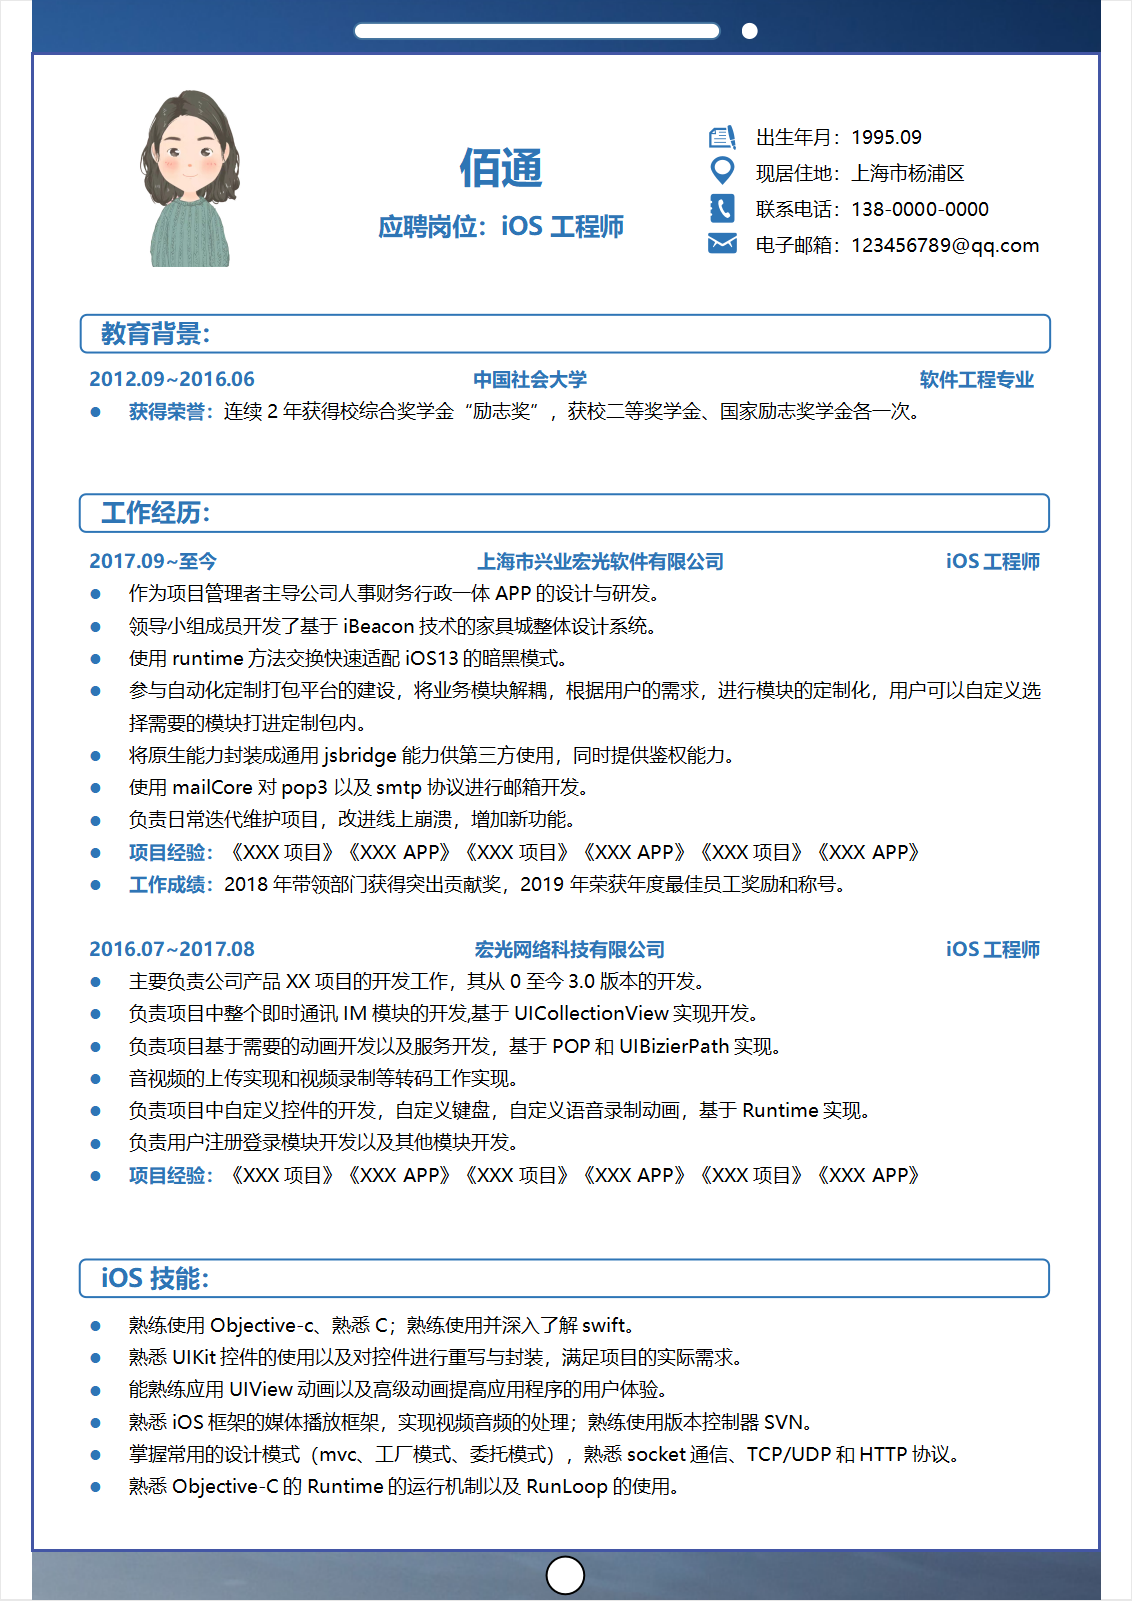 佰通
应聘岗位：iOS 工程师
出生年月：1995.09
现居住地：上海市杨浦区
联系电话：138-0000-0000
电子邮箱：123456789@qq.com
教育背景：
2012.09~2016.06 中国社会大学 软件工程专业
● 获得荣誉：连续 2 年获得校综合奖学金“励志奖”，获校二等奖学金、国家励志奖学金各一次。
工作经历：
2017.09~至今 上海市兴业宏光软件有限公司 iOS 工程师
● 作为项目管理者主导公司人事财务行政一体 APP 的设计与研发。
● 领导小组成员开发了基于 iBeacon 技术的家具城整体设计系统。
● 使用 runtime 方法交换快速适配 iOS13 的暗黑模式。
● 参与自动化定制打包平台的建设，将业务模块解耦，根据用户的需求，进行模块的定制化，用户可以自定义选
择需要的模块打进定制包内。
● 将原生能力封装成通用 jsbridge 能力供第三方使用，同时提供鉴权能力。
● 使用 mailCore 对 pop3 以及 smtp 协议进行邮箱开发。
● 负责日常迭代维护项目，改进线上崩溃，增加新功能。
● 项目经验：《XXX 项目》《XXX APP》《XXX 项目》《XXX APP》《XXX 项目》《XXX APP》
● 工作成绩：2018 年带领部门获得突出贡献奖，2019 年荣获年度最佳员工奖励和称号。
2016.07~2017.08 宏光网络科技有限公司 iOS 工程师
● 主要负责公司产品 XX 项目的开发工作，其从 0 至今 3.0 版本的开发。
● 负责项目中整个即时通讯 IM 模块的开发,基于 UICollectionView 实现开发。
● 负责项目基于需要的动画开发以及服务开发，基于 POP 和 UIBizierPath 实现。
● 音视频的上传实现和视频录制等转码工作实现。
● 负责项目中自定义控件的开发，自定义键盘，自定义语音录制动画，基于 Runtime 实现。
● 负责用户注册登录模块开发以及其他模块开发。
● 项目经验：《XXX 项目》《XXX APP》《XXX 项目》《XXX APP》《XXX 项目》《XXX APP》
iOS 技能：
● 熟练使用 Objective-c、熟悉 C；熟练使用并深入了解 swift。
● 熟悉 UIKit 控件的使用以及对控件进行重写与封装，满足项目的实际需求。
● 能熟练应用 UIView 动画以及高级动画提高应用程序的用户体验。
● 熟悉 iOS 框架的媒体播放框架，实现视频音频的处理；熟练使用版本控制器 SVN。
● 掌握常用的设计模式（mvc、工厂模式、委托模式），熟悉 socket 通信、TCP/UDP 和 HTTP 协议。
● 熟悉 Objective-C 的 Runtime 的运行机制以及 RunLoop 的使用。